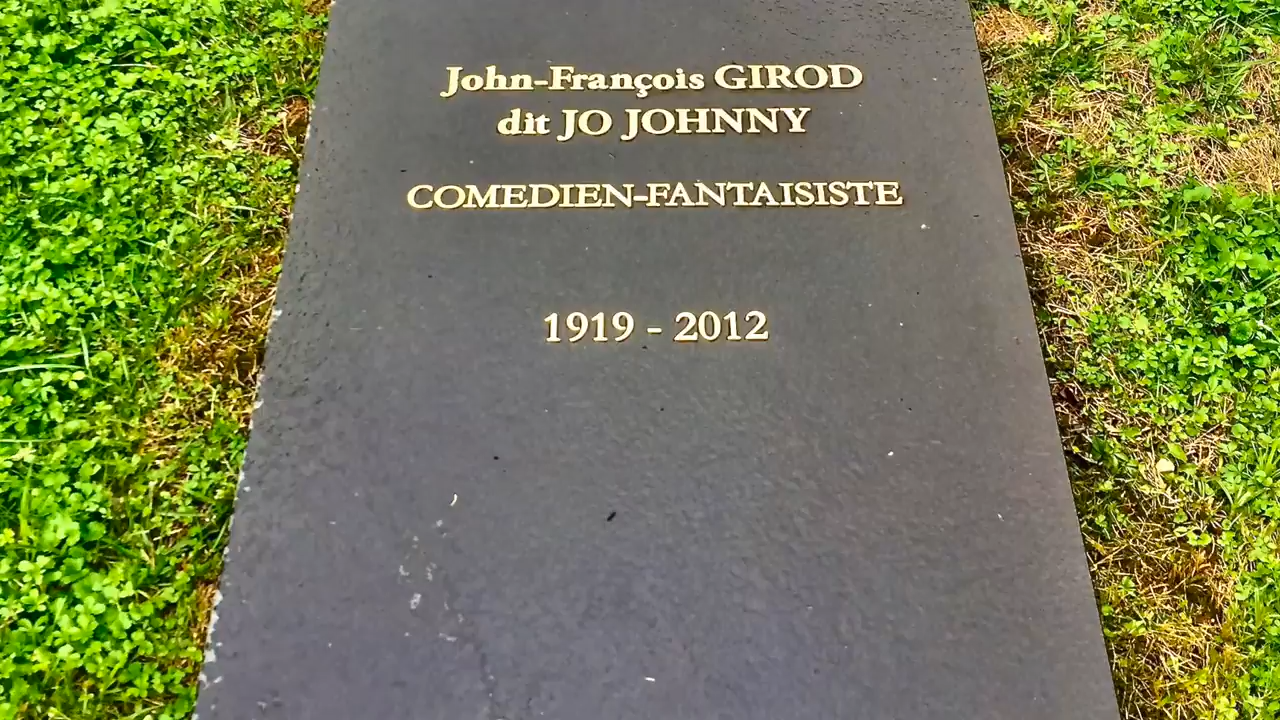 John-François GIROD
dit JO JOHNNY
COMEDIEN-FANTAISISTE
1919 - 2012